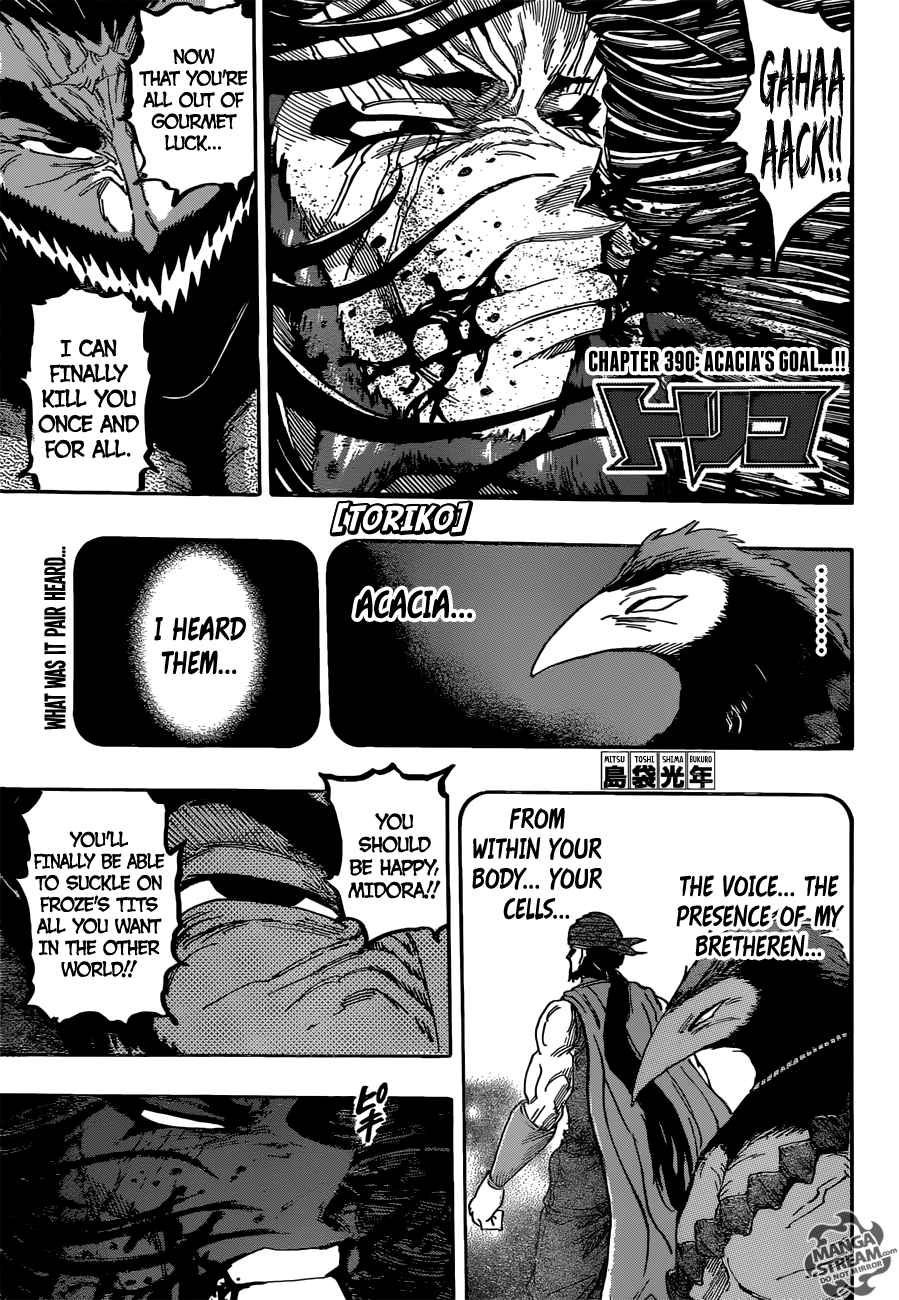 GAHAA
AACK!!
NOW
THAT YOU'RE
ALL OUT OF
GOURMET
LUCK...
I CAN
FINALLY
KILL YOU
ONCE AND
FOR ALL.
CHAPTER 390: ACACIA'S GOAL...!!
トリコ
[TORIKO]
.........
ACACIA...
I HEARD
THEM...
WHAT WAS IT PAIR HEARD...
MITSU TOSHI SHIMA BUKURO
島袋光年
THE VOICE... THE
PRESENCE OF MY
BRETHEREN...
FROM
WITHIN YOUR
BODY... YOUR
CELLS...
YOU
SHOULD
BE HAPPY,
MIDORA!!
YOU'LL
FINALLY BE ABLE
TO SUCKLE ON
FROZE'S TITS
ALL YOU WANT
IN THE OTHER
WORLD!!
ピキ
MANGA
STREAM.com
DO NOT MIRROR